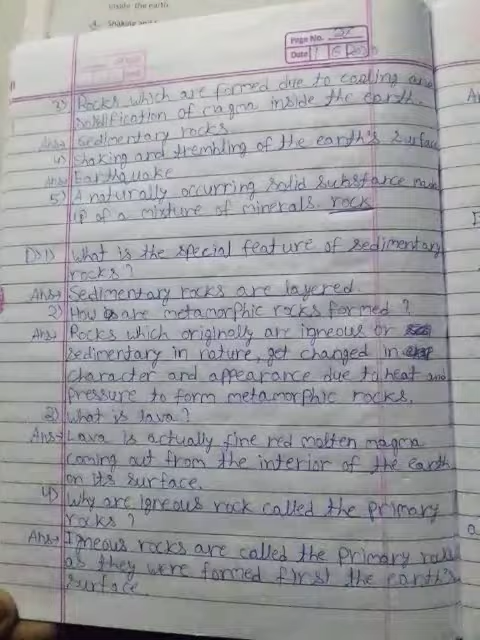 inside the earth.
4. Shaking and
Page No. 27
Date
3) Rocks which are formed due to cooling and
solidification of magma inside the earth.
Ans→ Sedimentary rocks
4) Shaking and trembling of the earth's surface
Ans→ Earthquake
5) A naturally occurring solid substance made
up of a mixture of minerals. rock
D>1) What is the special feature of sedimentary
rocks?
Ans→ Sedimentary rocks are layered.
2) How are metamorphic rocks formed?
Ans→ Rocks which originally are igneous or
sedimentary in nature, get changed in
character and appearance due to heat and
pressure to form metamorphic rocks.
3) What is lava?
Ans→ Lava is actually fine red molten magma
coming out from the interior of the earth
on its surface.
4) Why are igneous rock called the primary
rocks?
Ans→ Igneous rocks are called the primary rocks
as they were formed first the earth's
surface.